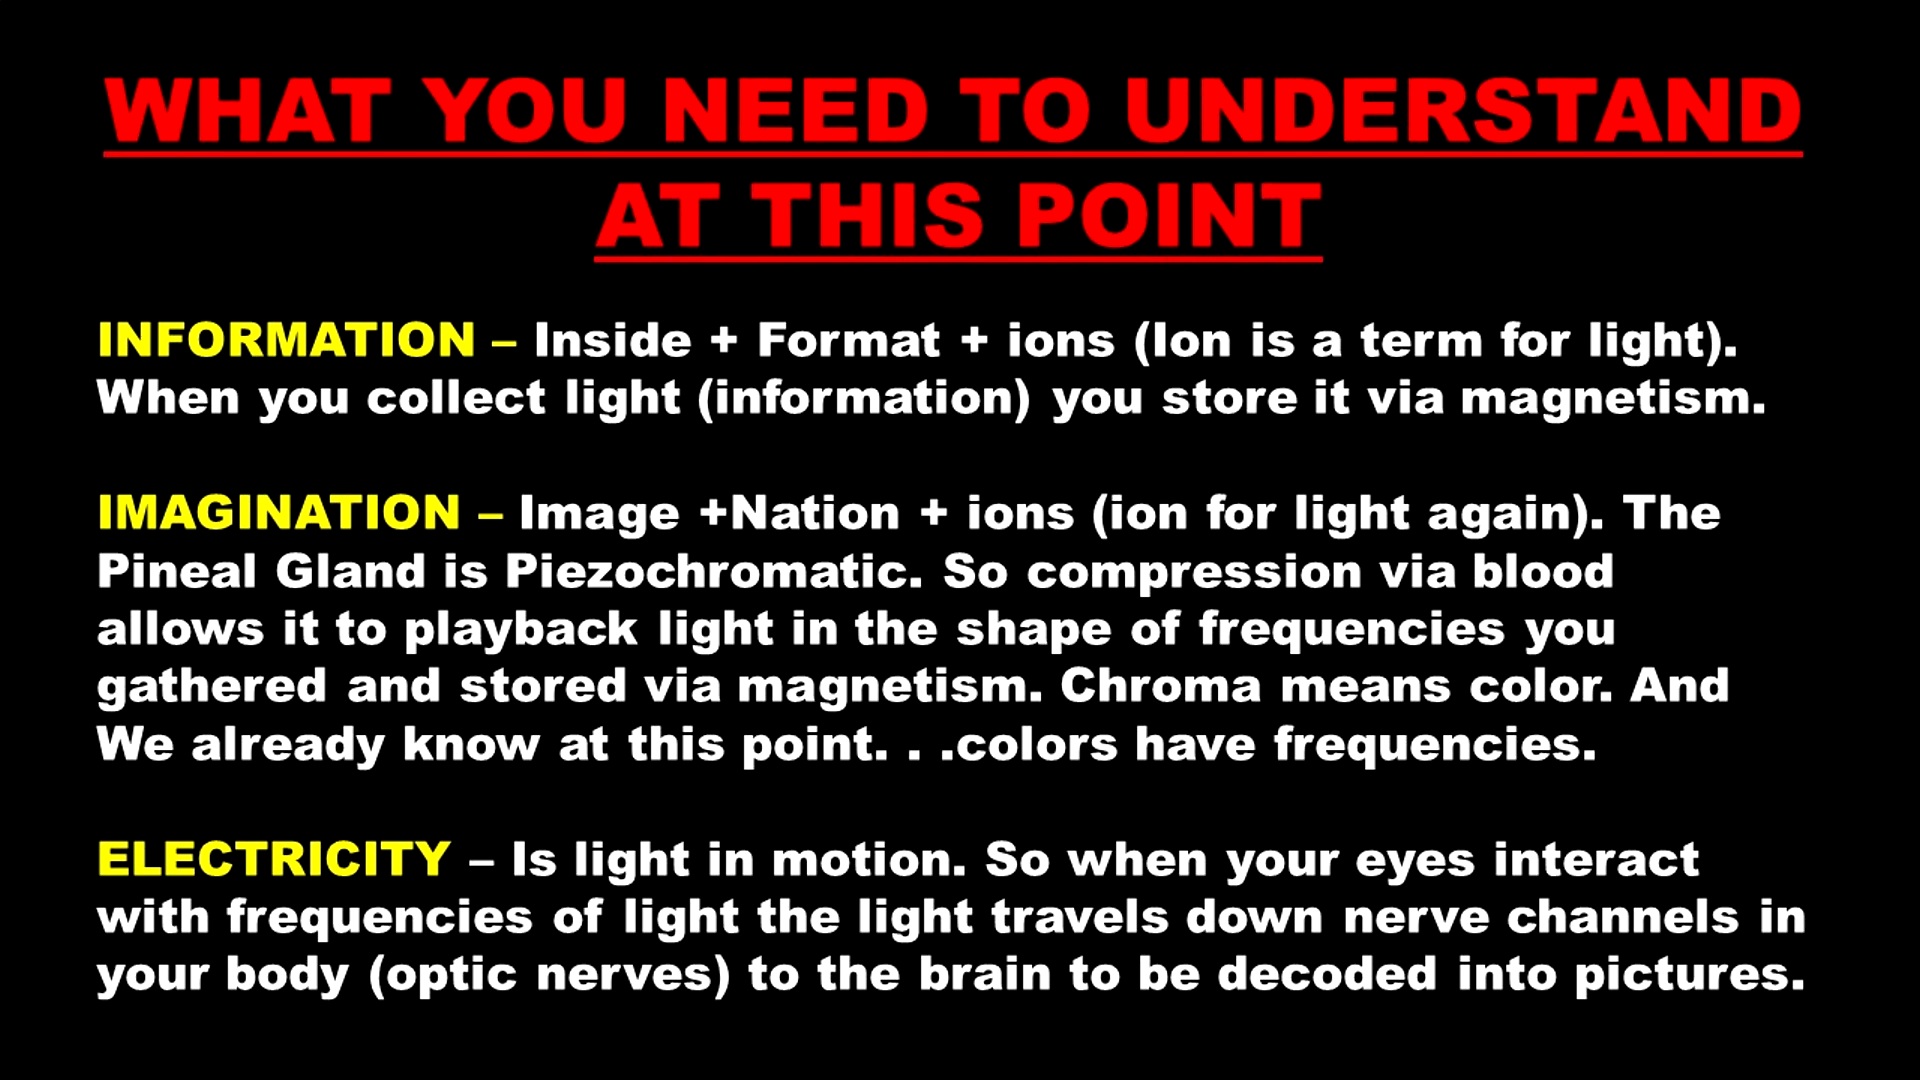 WHAT YOU NEED TO UNDERSTAND
AT THIS POINT
INFORMATION – Inside + Format + ions (Ion is a term for light).
When you collect light (information) you store it via magnetism.
IMAGINATION – Image +Nation + ions (ion for light again). The
Pineal Gland is Piezochromatic. So compression via blood
allows it to playback light in the shape of frequencies you
gathered and stored via magnetism. Chroma means color. And
We already know at this point. . .colors have frequencies.
ELECTRICITY – Is light in motion. So when your eyes interact
with frequencies of light the light travels down nerve channels in
your body (optic nerves) to the brain to be decoded into pictures.